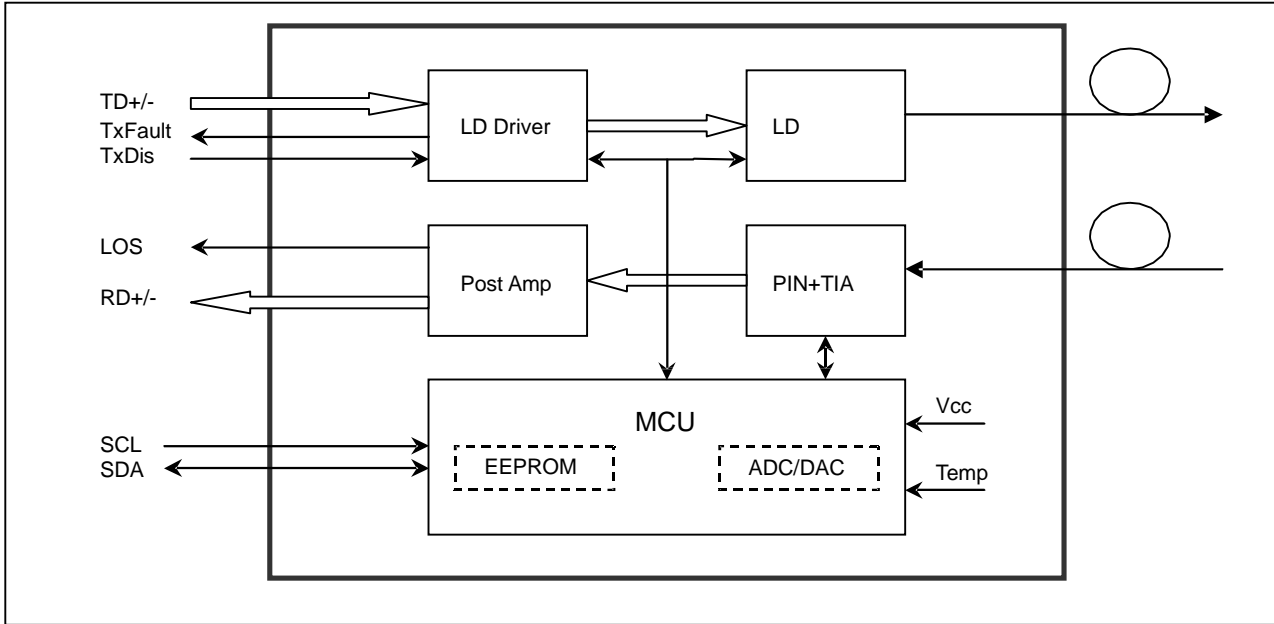 TD+/-
TxFault
TxDis
LD Driver
LD
LOS
RD+/-
Post Amp
PIN+TIA
MCU
SCL
SDA
EEPROM
ADC/DAC
Vcc
Temp